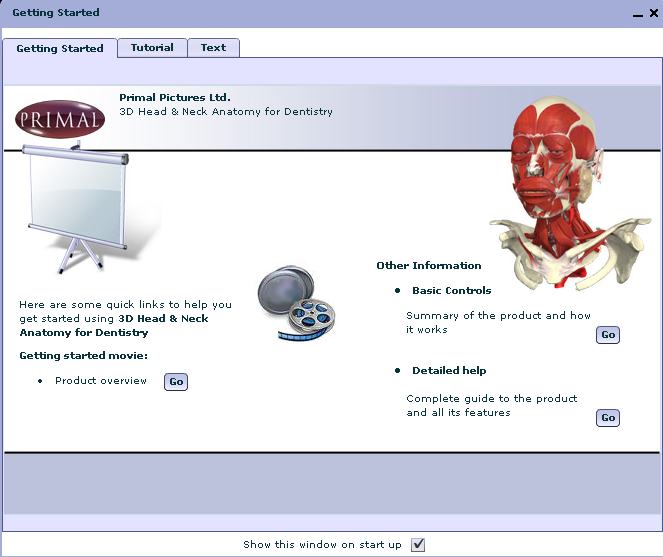 Getting Started
Getting Started
Tutorial
Text
PRIMAL
Primal Pictures Ltd.
3D Head & Neck Anatomy for Dentistry
Here are some quick links to help you
get started using 3D Head & Neck
Anatomy for Dentistry
Getting started movie:
• Product overview
Go
Other Information
• Basic Controls
Summary of the product and how
it works
Go
• Detailed help
Complete guide to the product
and all its features
Go
Show this window on start up